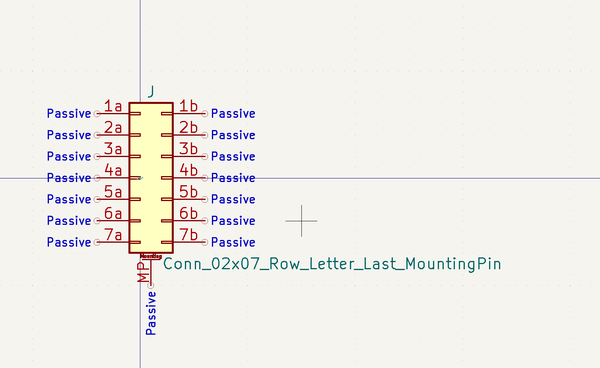 J
Passive 1a 1b Passive
Passive 2a 2b Passive
Passive 3a 3b Passive
Passive 4a 4b Passive
Passive 5a 5b Passive
Passive 6a 6b Passive
Passive 7a 7b Passive
Mounting
MP
Conn_02x07_Row_Letter_Last_MountingPin
Passive